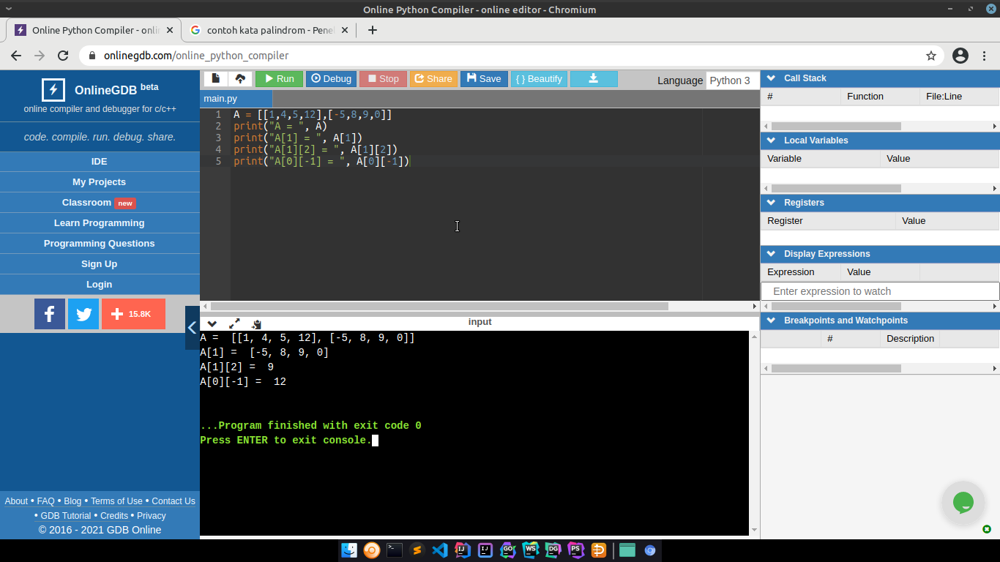 Online Python Compiler - online editor - Chromium
Online Python Compiler - onli
contoh kata palindrom - Pene
onlinegdb.com/online_python_compiler
OnlineGDB beta
online compiler and debugger for c/c++
code. compile. run. debug. share.
IDE
My Projects
Classroom new
Learn Programming
Programming Questions
Sign Up
Login
15.8K
About • FAQ • Blog • Terms of Use • Contact Us
• GDB Tutorial • Credits • Privacy
© 2016 - 2021 GDB Online
Run Debug Stop Share Save { } Beautify
Language Python 3
main.py
1 A = [[1,4,5,12],[-5,8,9,0]]
2 print("A = ", A)
3 print("A[1] = ", A[1])
4 print("A[1][2] = ", A[1][2])
5 print("A[0][-1] = ", A[0][-1])
input
A =  [[1, 4, 5, 12], [-5, 8, 9, 0]]
A[1] =  [-5, 8, 9, 0]
A[1][2] =  9
A[0][-1] =  12
...Program finished with exit code 0
Press ENTER to exit console.
Call Stack
# Function File:Line
Local Variables
Variable Value
Registers
Register Value
Display Expressions
Expression Value
Enter expression to watch
Breakpoints and Watchpoints
# Description
IJ IJ GO WS DG PS